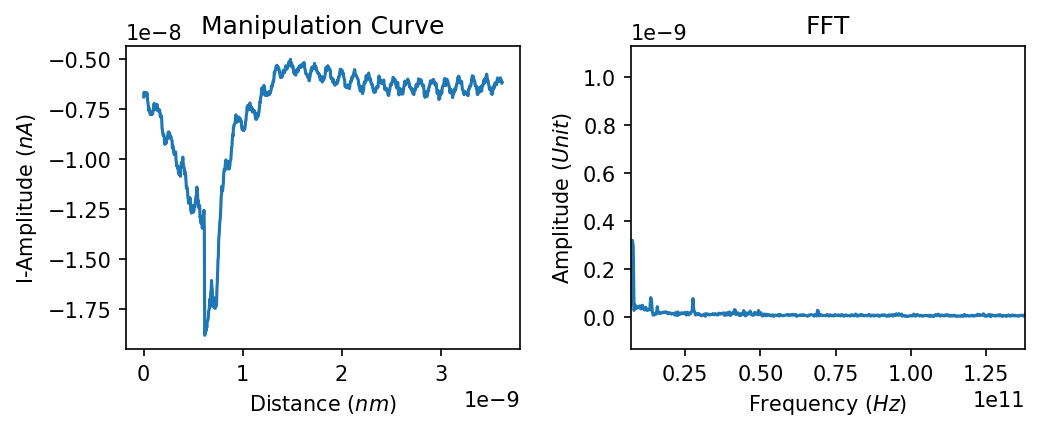 Manipulation Curve
1e−8
−0.50
−0.75
−1.00
−1.25
−1.50
−1.75
I-Amplitude (nA)
0
1
2
3
1e−9
Distance (nm)
FFT
1e−9
1.0
0.8
0.6
0.4
0.2
0.0
Amplitude (Unit)
0.25
0.50
0.75
1.00
1.25
1e11
Frequency (Hz)